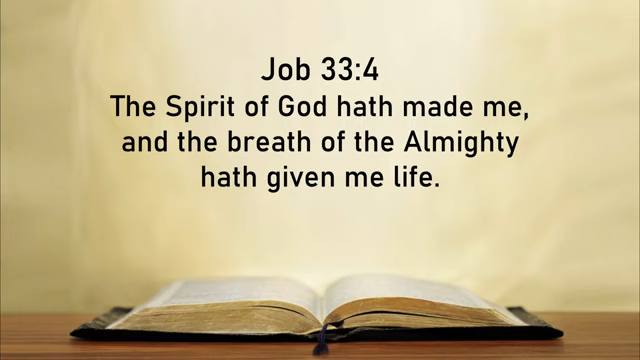 Job 33:4
The Spirit of God hath made me,
and the breath of the Almighty
hath given me life.